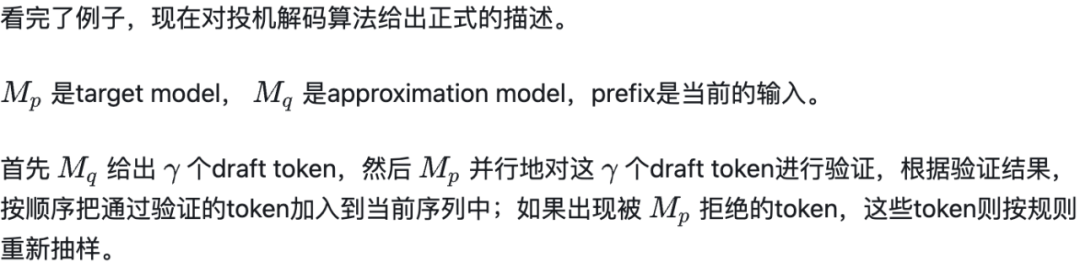 看完了例子，现在对投机解码算法给出正式的描述。
M_p 是target model， M_q 是approximation model，prefix是当前的输入。
首先 M_q 给出 γ 个draft token，然后 M_p 并行地对这 γ 个draft token进行验证，根据验证结果，
按顺序把通过验证的token加入到当前序列中；如果出现被 M_p 拒绝的token，这些token则按规则
重新抽样。